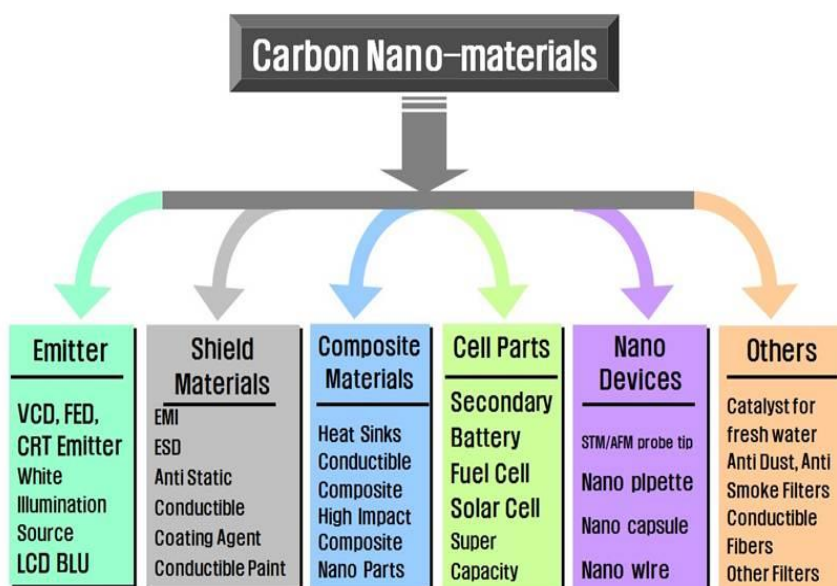 Carbon Nano-materials
Emitter
VCD, FED,
CRT Emitter
White
Illumination
Source
LCD BLU
Shield
Materials
EMI
ESD
Anti Static
Conductible
Coating Agent
Conductible Paint
Composite
Materials
Heat Sinks
Conductible
Composite
High Impact
Composite
Nano Parts
Cell Parts
Secondary
Battery
Fuel Cell
Solar Cell
Super
Capacity
Nano
Devices
STM/AFM probe tip
Nano pipette
Nano capsule
Nano wire
Others
Catalyst for
fresh water
Anti Dust, Anti
Smoke Filters
Conductible
Fibers
Other Filters